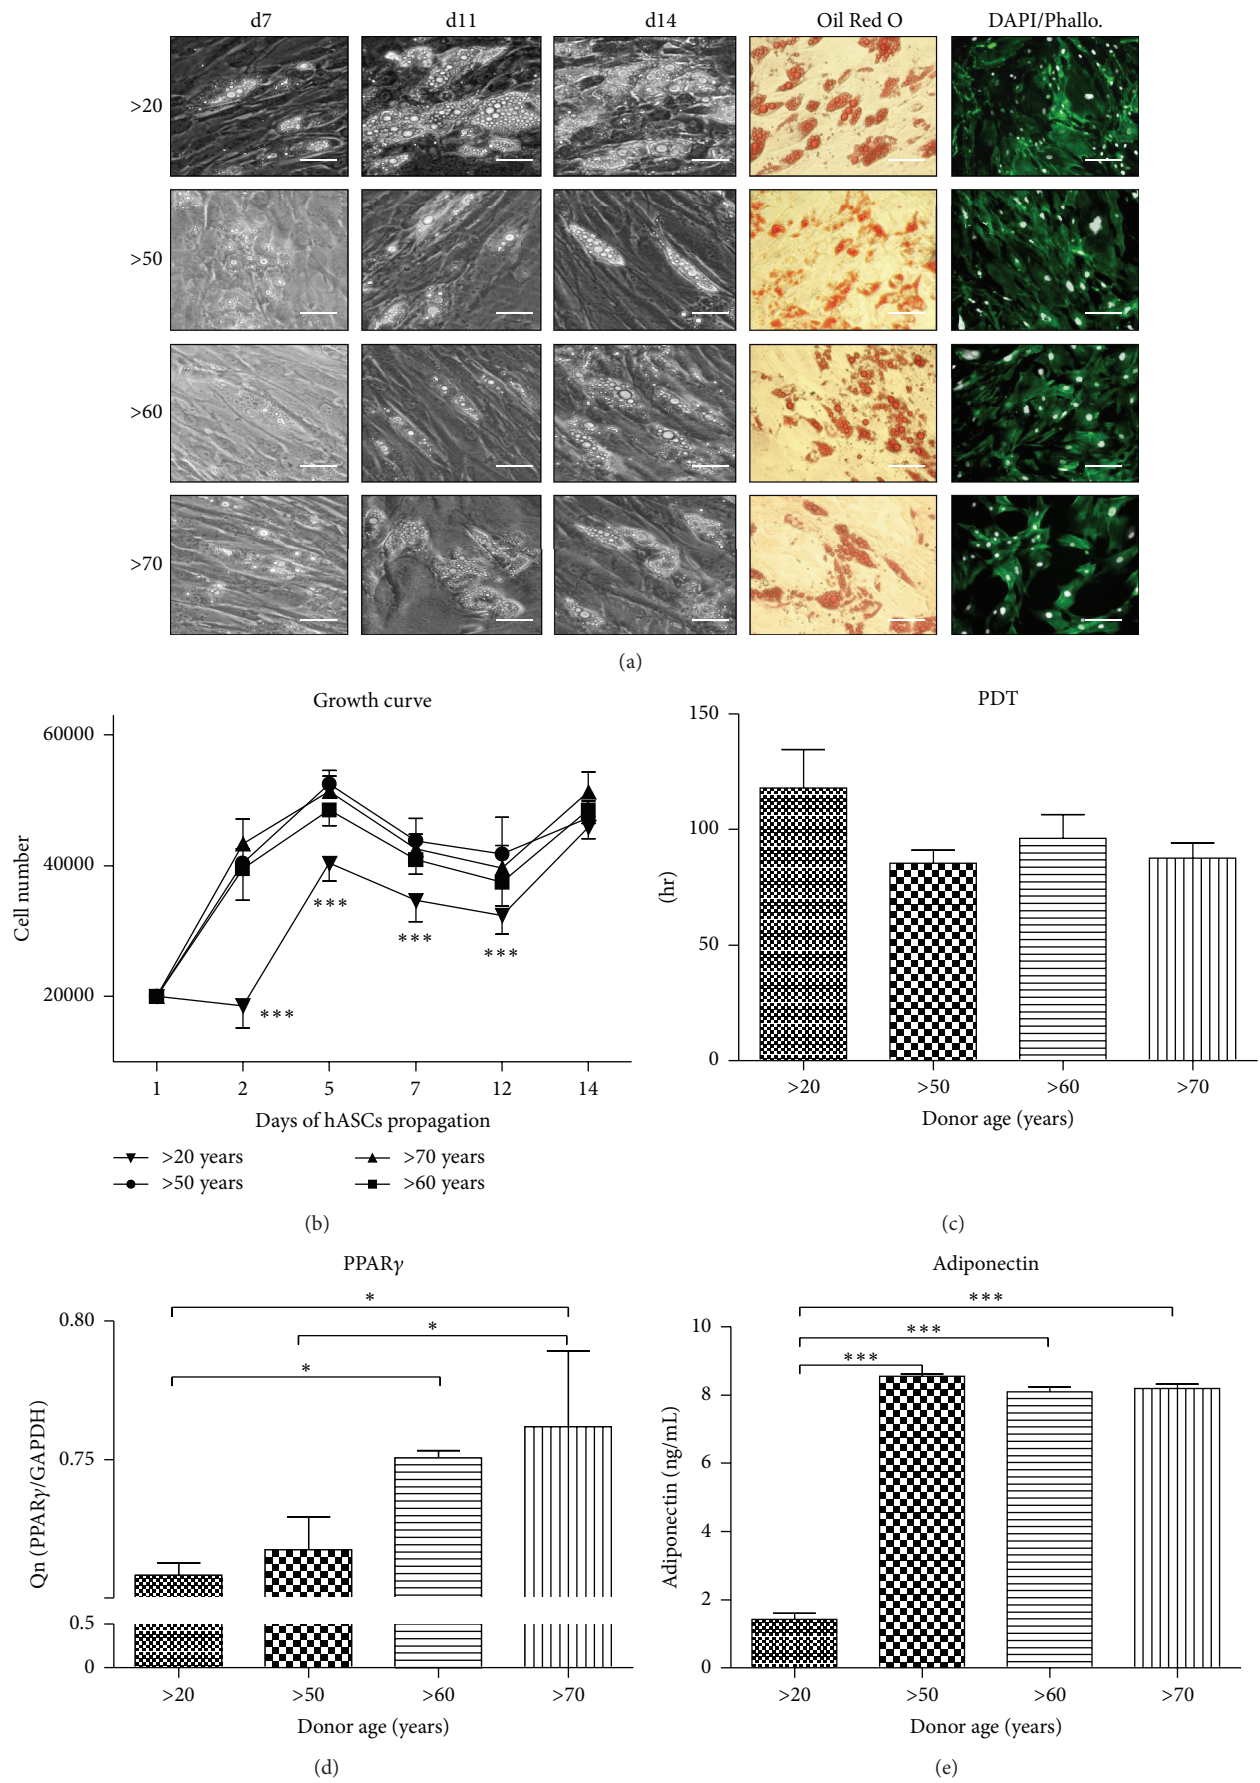 d7 d11 d14 Oil Red O DAPI/Phallo.
>20
>50
>60
>70
(a)
Growth curve
60000
40000
20000
Cell number
***
***
***
***
1 2 5 7 12 14
Days of hASCs propagation
>20 years >70 years
>50 years >60 years
(b)
PDT
150
100
50
0
(hr)
>20 >50 >60 >70
Donor age (years)
(c)
PPARγ
*
*
*
0.80
0.75
0.5
0
Qn (PPARγ/GAPDH)
>20 >50 >60 >70
Donor age (years)
(d)
Adiponectin
***
***
***
10
8
6
4
2
0
Adiponectin (ng/mL)
>20 >50 >60 >70
Donor age (years)
(e)